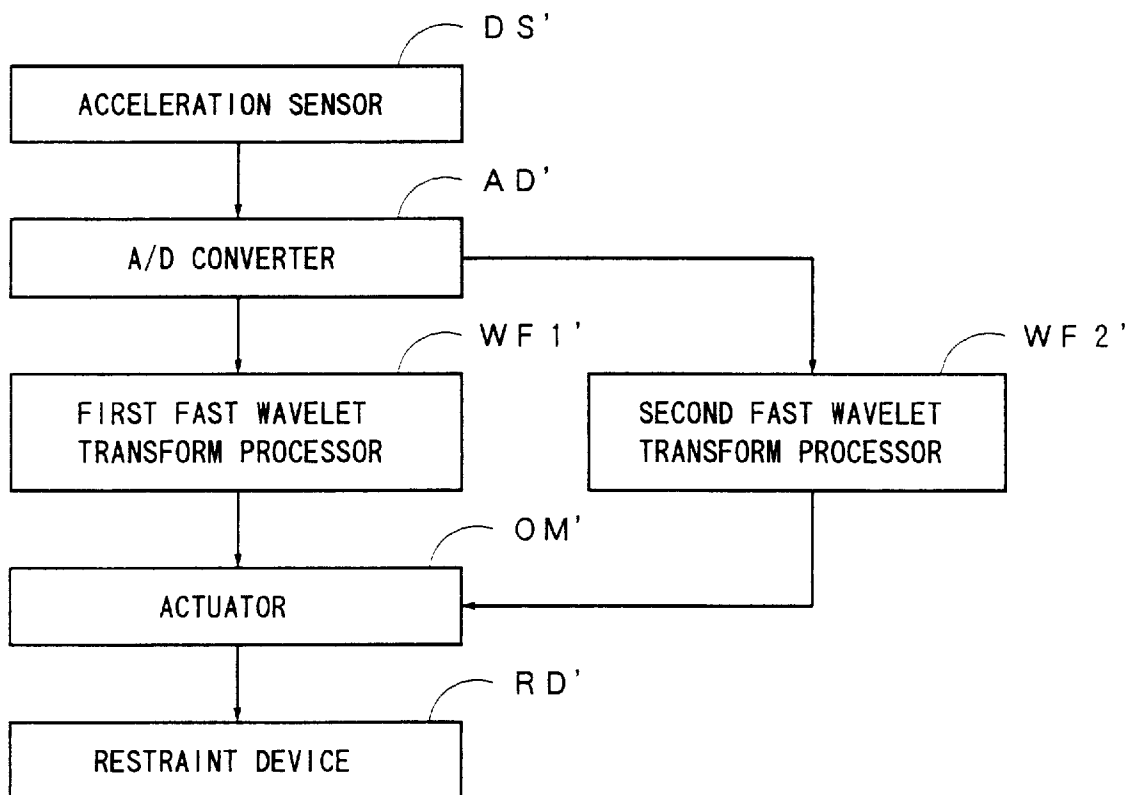 DS'
ACCELERATION SENSOR
AD'
A/D CONVERTER
WF1'
WF2'
FIRST FAST WAVELET
TRANSFORM PROCESSOR
SECOND FAST WAVELET
TRANSFORM PROCESSOR
OM'
ACTUATOR
RD'
RESTRAINT DEVICE